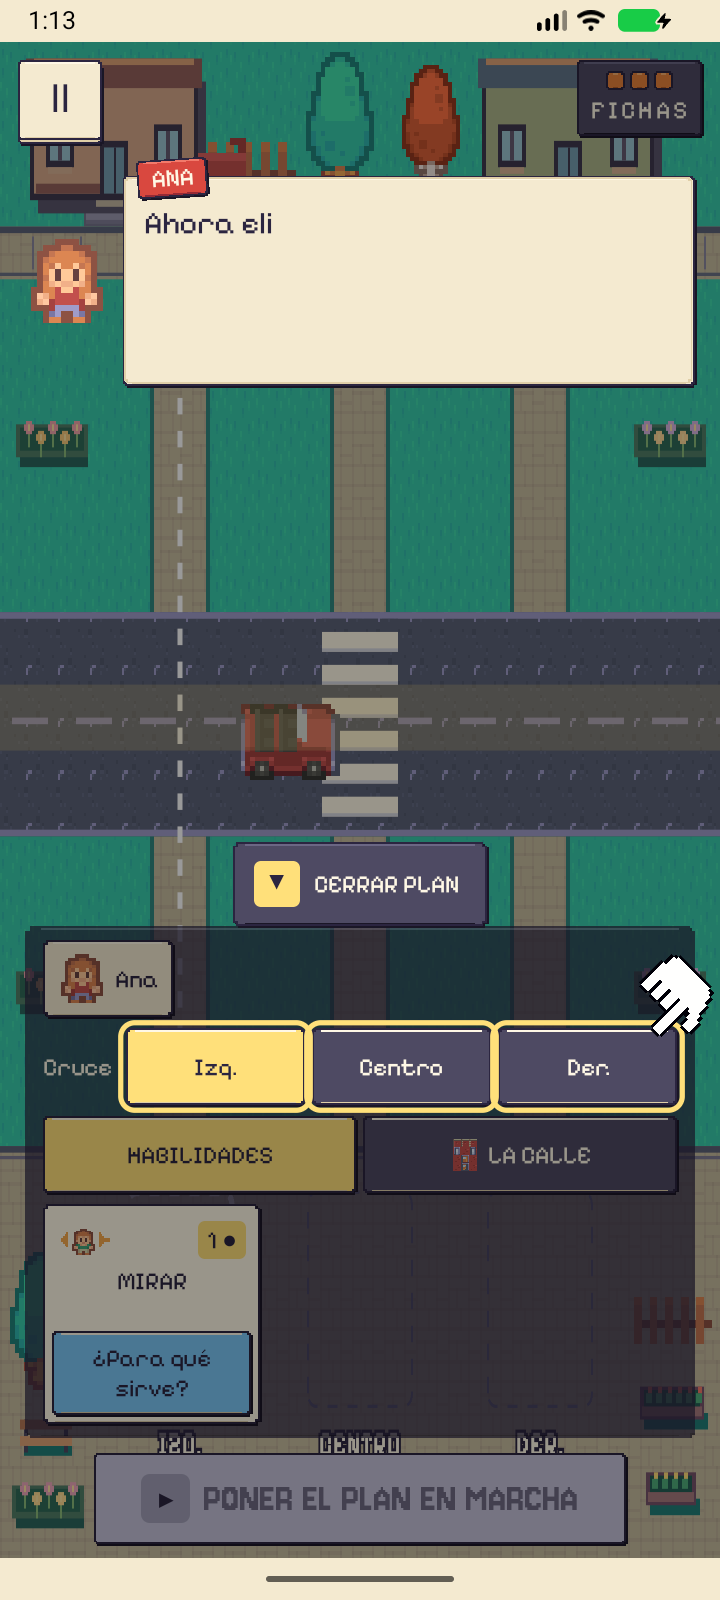 1:13
FICHAS
ANA
Ahora eli
CERRAR PLAN
Ana
Cruce
Izq.
Centro
Der.
HABILIDADES
LA CALLE
1
MIRAR
¿Para qué
sirve?
IZQ.
CENTRO
DER.
PONER EL PLAN EN MARCHA